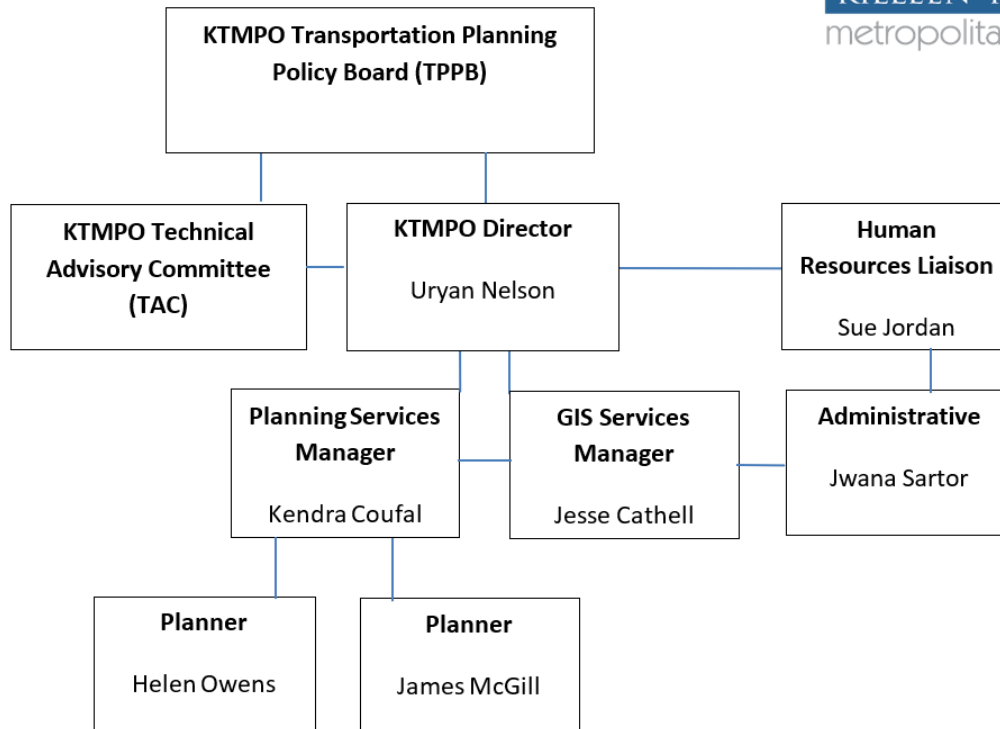 metropolita
KTMPO Transportation Planning
Policy Board (TPPB)
KTMPO Technical
Advisory Committee
(TAC)
KTMPO Director
Uryan Nelson
Human
Resources Liaison
Sue Jordan
Planning Services
Manager
Kendra Coufal
GIS Services
Manager
Jesse Cathell
Administrative
Jwana Sartor
Planner
Helen Owens
Planner
James McGill